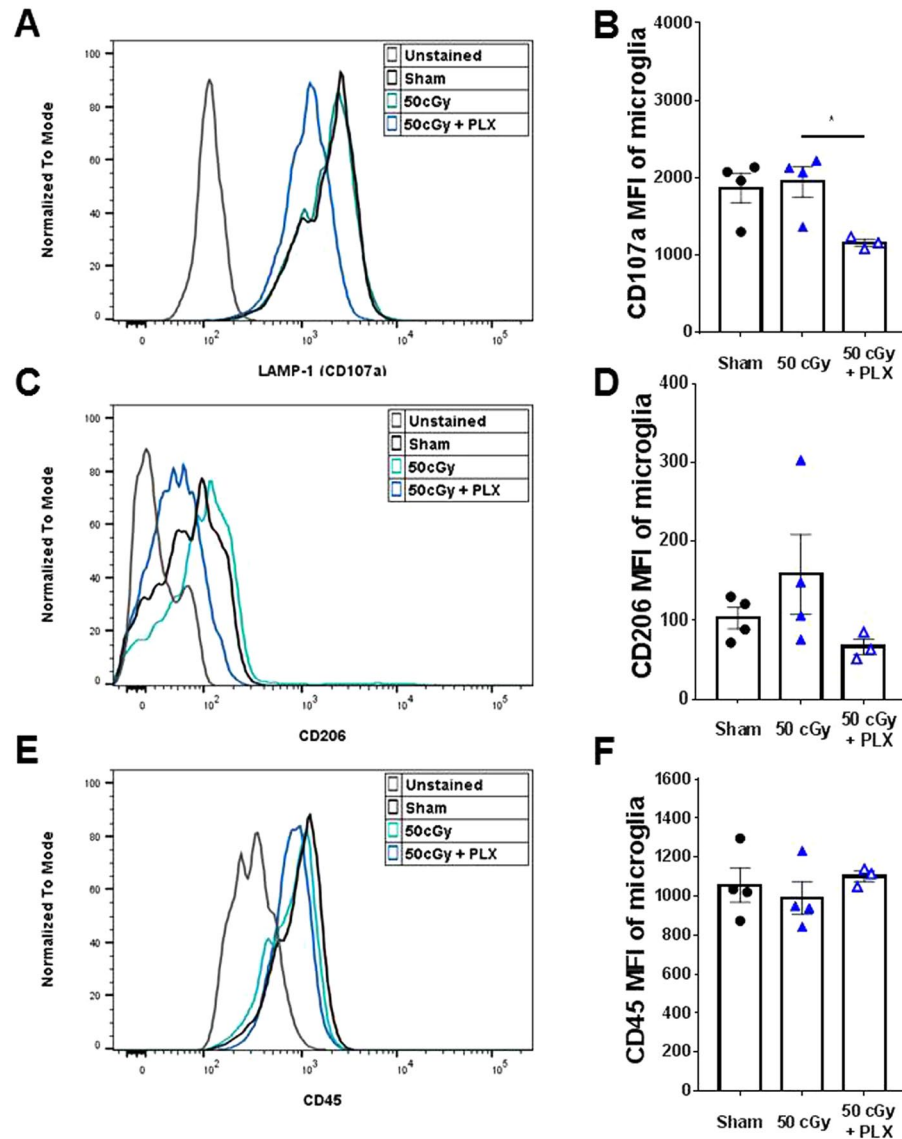 A
Normalized To Mode
100
80
60
40
20
0
Unstained
Sham
50cGy
50cGy + PLX
0 10^2 10^3 10^4 10^5
LAMP-1 (CD107a)
B
CD107a MFI of microglia
4000
3000
2000
1000
0
*
Sham 50 cGy 50 cGy
+ PLX
C
Normalized To Mode
100
80
60
40
20
0
Unstained
Sham
50cGy
50cGy + PLX
0 10^2 10^3 10^4 10^5
CD206
D
CD206 MFI of microglia
400
300
200
100
0
Sham 50 cGy 50 cGy
+ PLX
E
Normalized To Mode
100
80
60
40
20
0
Unstained
Sham
50cGy
50cGy + PLX
0 10^2 10^3 10^4 10^5
CD45
F
CD45 MFI of microglia
1600
1400
1200
1000
800
600
400
200
0
Sham 50 cGy 50 cGy
+ PLX